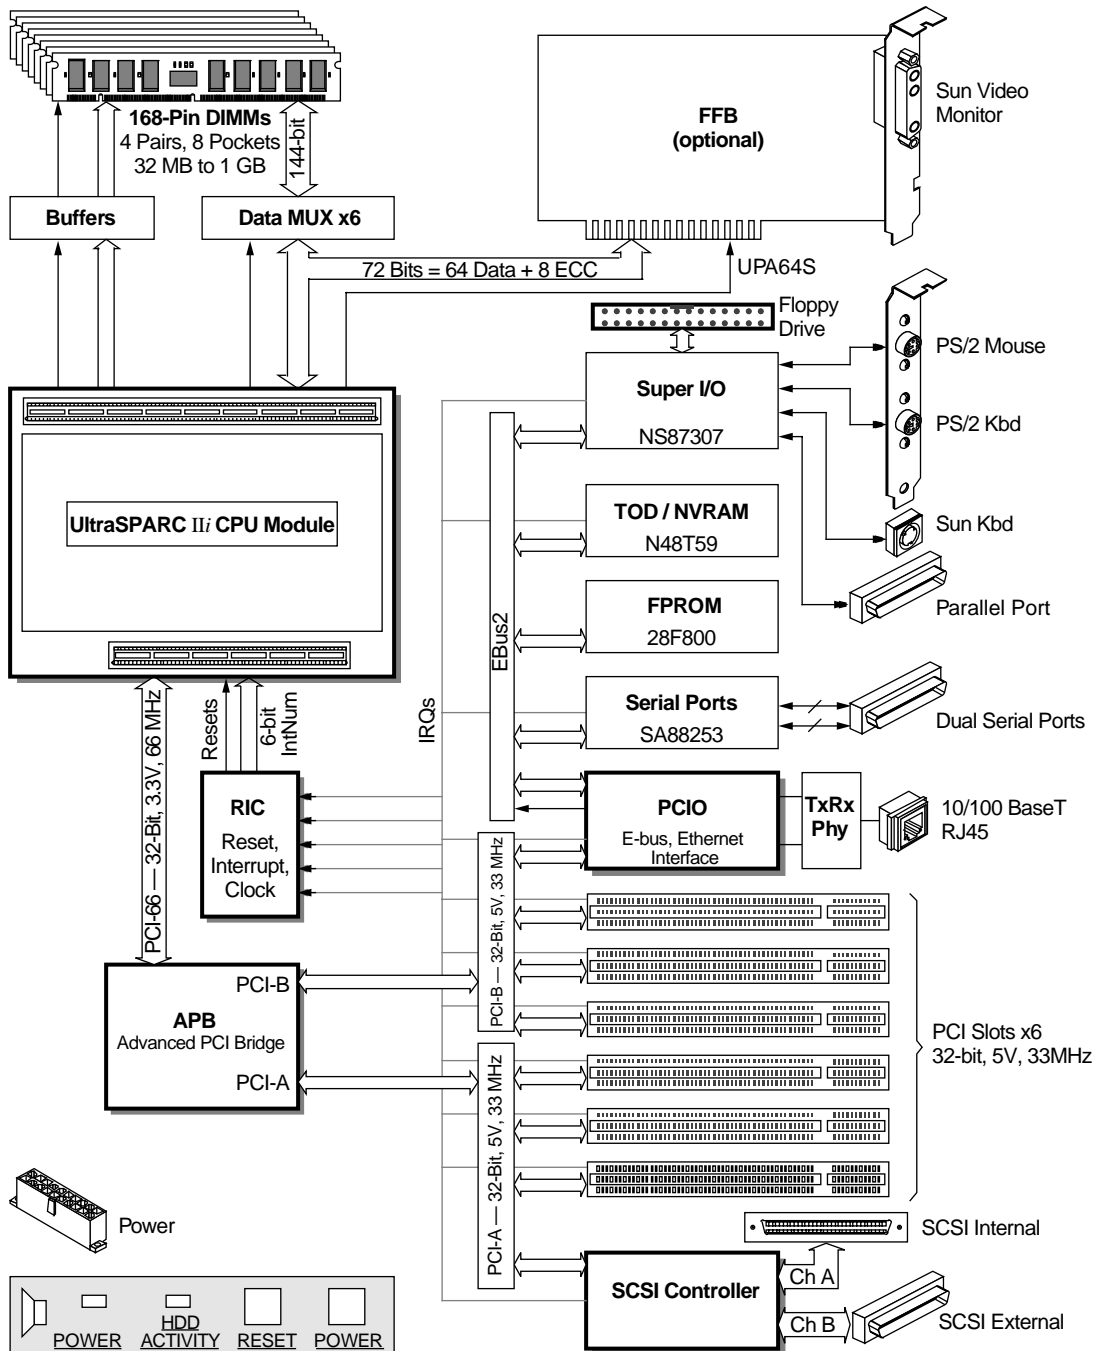 168-Pin DIMMs
4 Pairs, 8 Pockets
32 MB to 1 GB
144-bit
Buffers
Data MUX x6
72 Bits = 64 Data + 8 ECC
FFB
(optional)
Sun Video
Monitor
UPA64S
Floppy
Drive
Super I/O
NS87307
PS/2 Mouse
PS/2 Kbd
Sun Kbd
Parallel Port
UltraSPARC IIi CPU Module
TOD / NVRAM
N48T59
FPROM
28F800
EBus2
Serial Ports
SA88253
Dual Serial Ports
PCI-66 — 32-Bit, 3.3V, 66 MHz
Resets
6-bit
IntNum
IRQs
RIC
Reset,
Interrupt,
Clock
PCIO
E-bus, Ethernet
Interface
TxRx
Phy
10/100 BaseT
RJ45
PCI-B — 32-Bit, 5V, 33 MHz
PCI-B
APB
Advanced PCI Bridge
PCI-A
PCI-A — 32-Bit, 5V, 33 MHz
PCI Slots x6
32-bit, 5V, 33MHz
Power
SCSI Internal
Ch A
SCSI Controller
Ch B
SCSI External
POWER
HDD
ACTIVITY
RESET
POWER